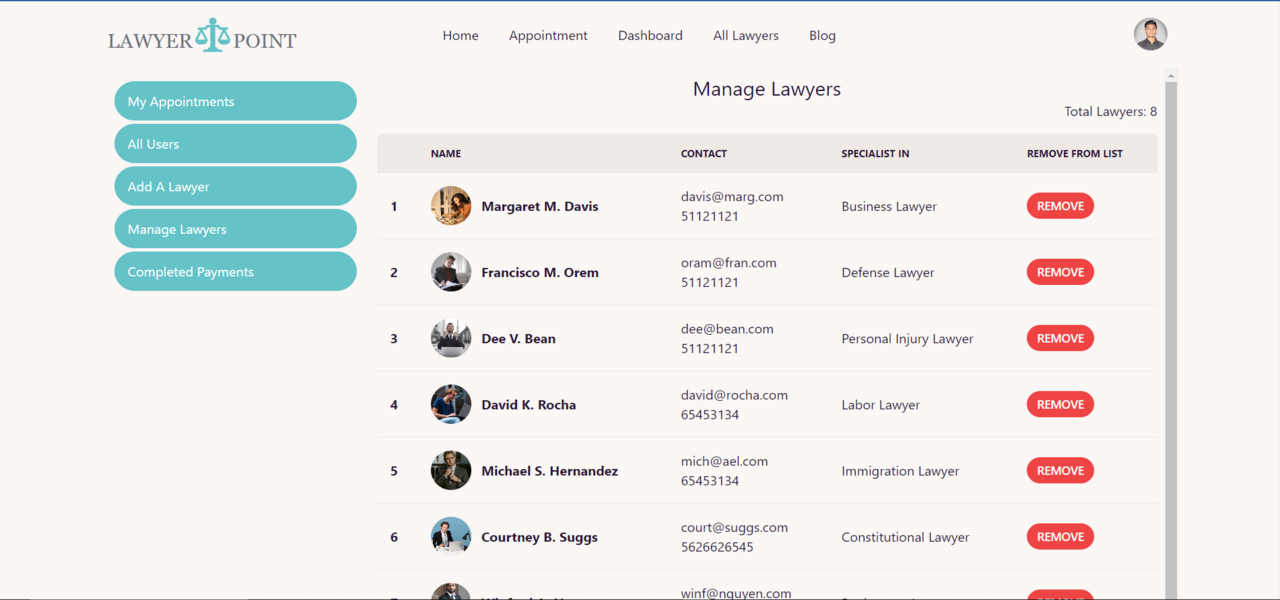 LAWYER POINT
Home Appointment Dashboard All Lawyers Blog
My Appointments
All Users
Add A Lawyer
Manage Lawyers
Completed Payments
Manage Lawyers
Total Lawyers: 8
NAME CONTACT SPECIALIST IN REMOVE FROM LIST
1 Margaret M. Davis davis@marg.com Business Lawyer REMOVE
51121121
2 Francisco M. Orem oram@fran.com Defense Lawyer REMOVE
51121121
3 Dee V. Bean dee@bean.com Personal Injury Lawyer REMOVE
51121121
4 David K. Rocha david@rocha.com Labor Lawyer REMOVE
65453134
5 Michael S. Hernandez mich@ael.com Immigration Lawyer REMOVE
65453134
6 Courtney B. Suggs court@suggs.com Constitutional Lawyer REMOVE
5626626545
winf@nguyen.com